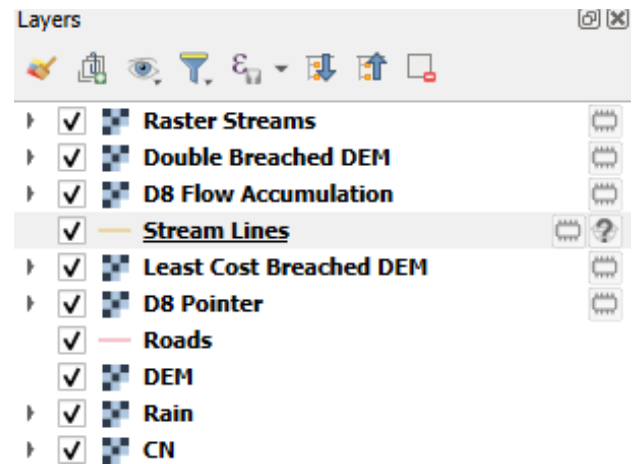 Layers
Raster Streams
Double Breached DEM
D8 Flow Accumulation
Stream Lines
Least Cost Breached DEM
D8 Pointer
Roads
DEM
Rain
CN